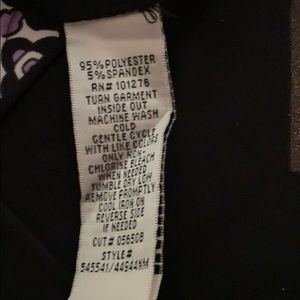 95% POLYESTER
5% SPANDEX
RN# 101276
TURN GARMENT
INSIDE OUT
MACHINE WASH
COLD
GENTLE CYCLE
WITH LIKE COLORS
ONLY NON-
CHLORINE BLEACH
WHEN NEEDED
TUMBLE DRY LOW
REMOVE PROMPTLY
COOL IRON ON
REVERSE SIDE
IF NEEDED
CUT# 056508
STYLE#
545541/44944NM